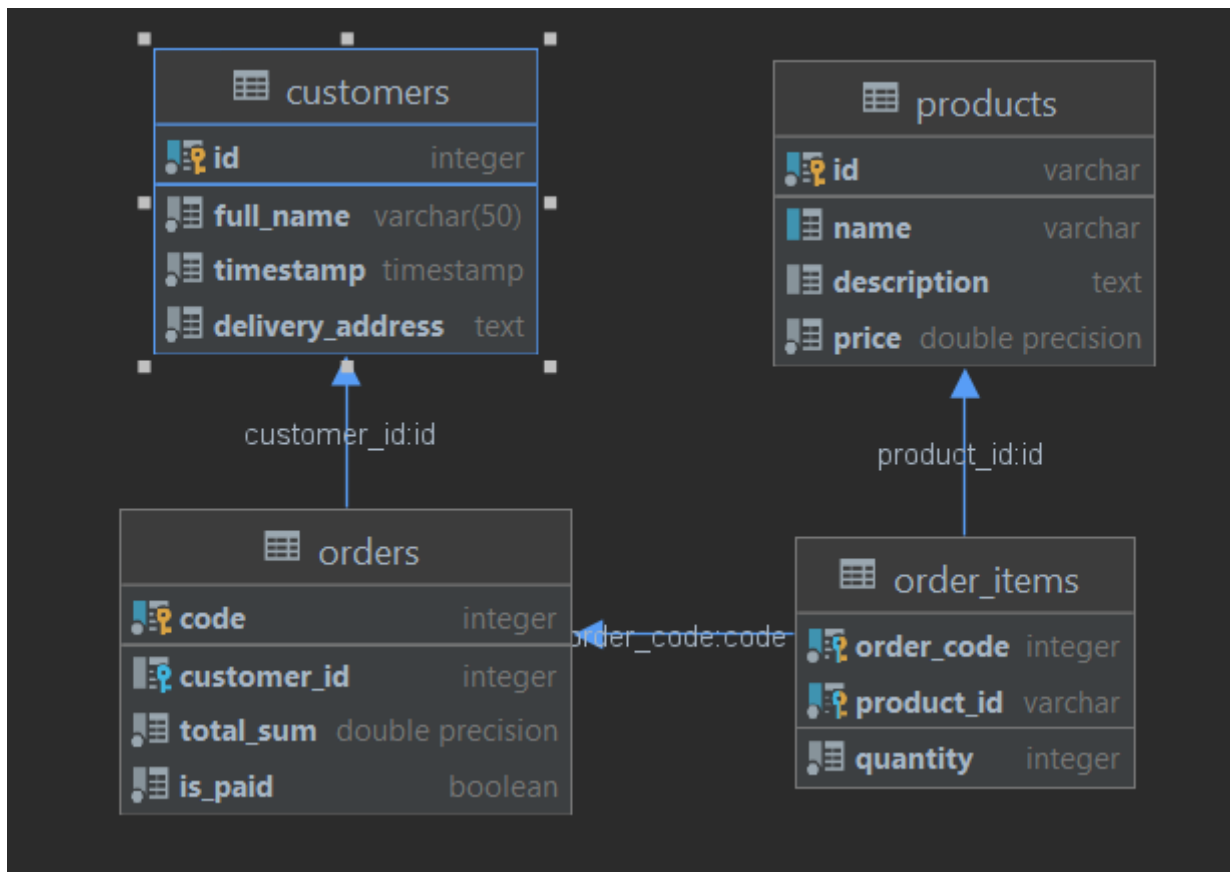 customers
id integer
full_name varchar(50)
timestamp timestamp
delivery_address text
products
id varchar
name varchar
description text
price double precision
customer_id:id
product_id:id
orders
code integer
customer_id integer
total_sum double precision
is_paid boolean
order_code:code
order_items
order_code integer
product_id varchar
quantity integer